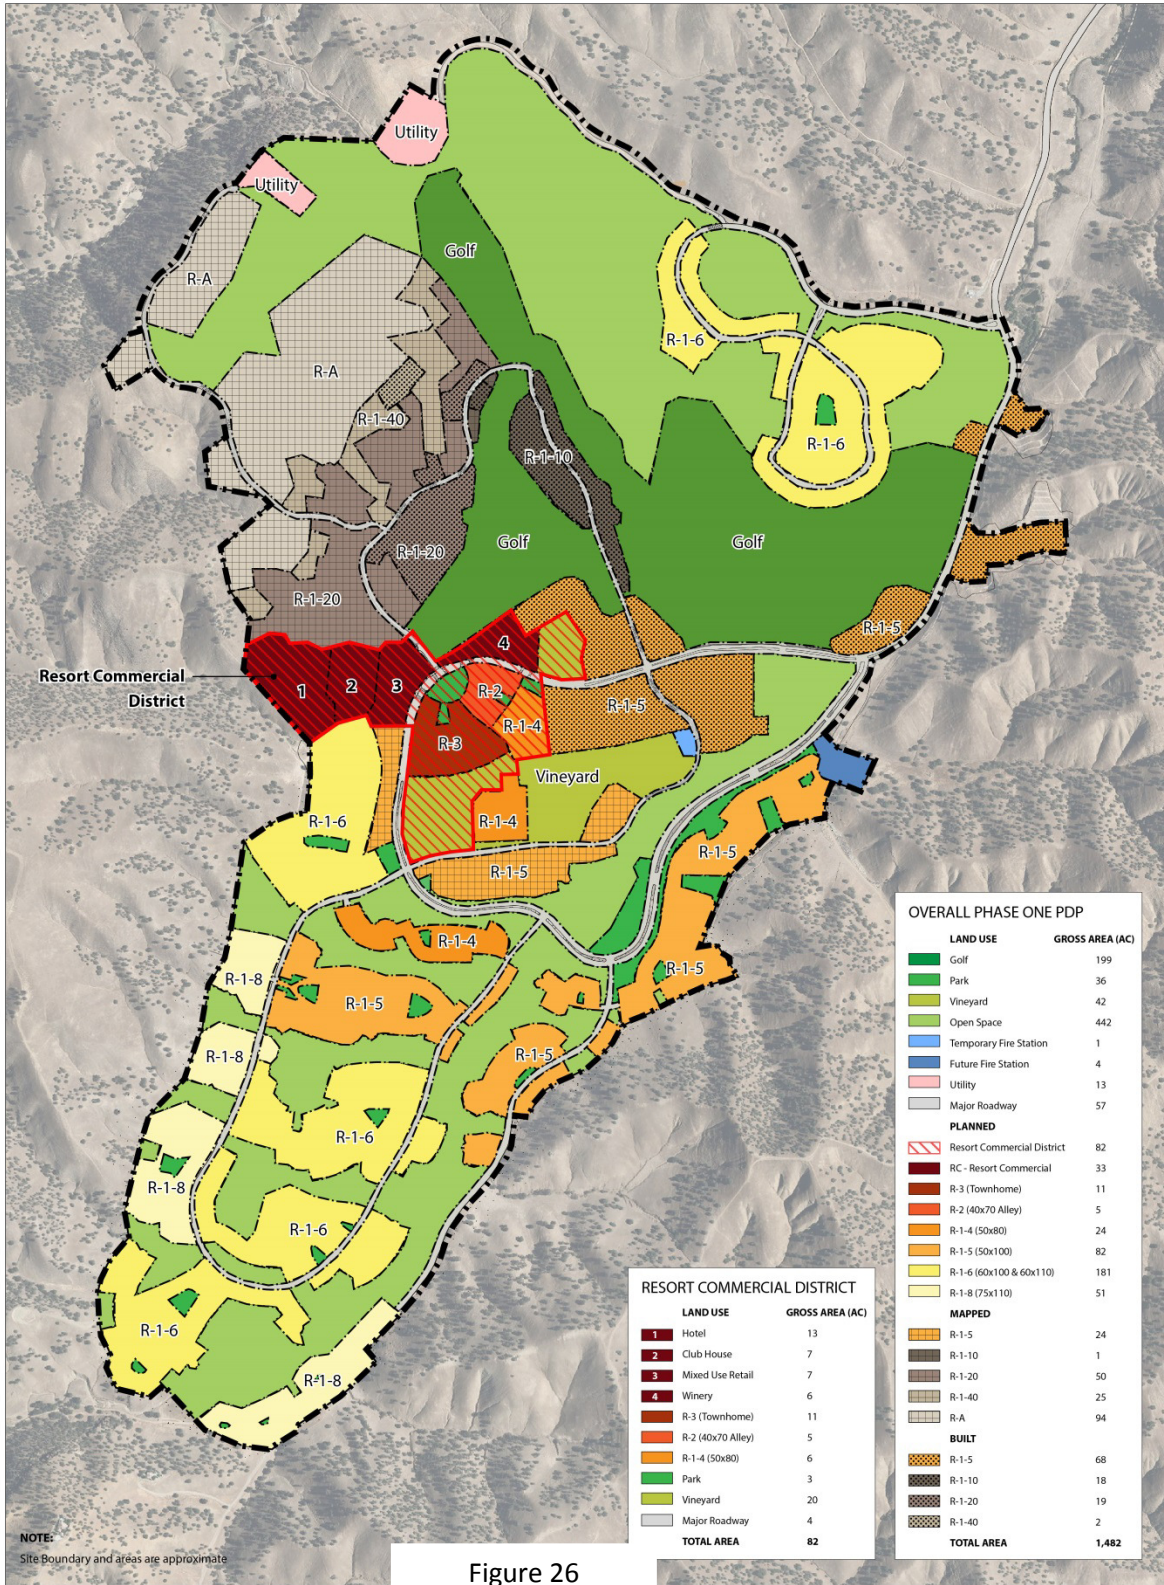 Utility
Utility
Golf
R-A
R-1-6
R-A
R-1-40
R-1-6
R-1-10
Golf
Golf
R-1-20
R-1-20
R-1-5
4
Resort Commercial
District
1
2
3
R-2
R-1-5
R-1-4
R-3
Vineyard
R-1-6
R-1-4
R-1-5
R-1-5
R-1-4
R-1-5
R-1-8
R-1-5
R-1-8
R-1-5
R-1-6
R-1-8
R-1-6
R-1-6
R-1-8
OVERALL PHASE ONE PDP
LAND USE GROSS AREA (AC)
Golf 199
Park 36
Vineyard 42
Open Space 442
Temporary Fire Station 1
Future Fire Station 4
Utility 13
Major Roadway 57
PLANNED
Resort Commercial District 82
RC - Resort Commercial 33
R-3 (Townhome) 11
R-2 (40x70 Alley) 5
R-1-4 (50x80) 24
R-1-5 (50x100) 82
R-1-6 (60x100 & 60x110) 181
R-1-8 (75x110) 51
MAPPED
R-1-5 24
R-1-10 1
R-1-20 50
R-1-40 25
R-A 94
BUILT
R-1-5 68
R-1-10 18
R-1-20 19
R-1-40 2
TOTAL AREA 1,482
RESORT COMMERCIAL DISTRICT
LAND USE GROSS AREA (AC)
1 Hotel 13
2 Club House 7
3 Mixed Use Retail 7
4 Winery 6
R-3 (Townhome) 11
R-2 (40x70 Alley) 5
R-1-4 (50x80) 6
Park 3
Vineyard 20
Major Roadway 4
TOTAL AREA 82
NOTE:
Site Boundary and areas are approximate
Figure 26